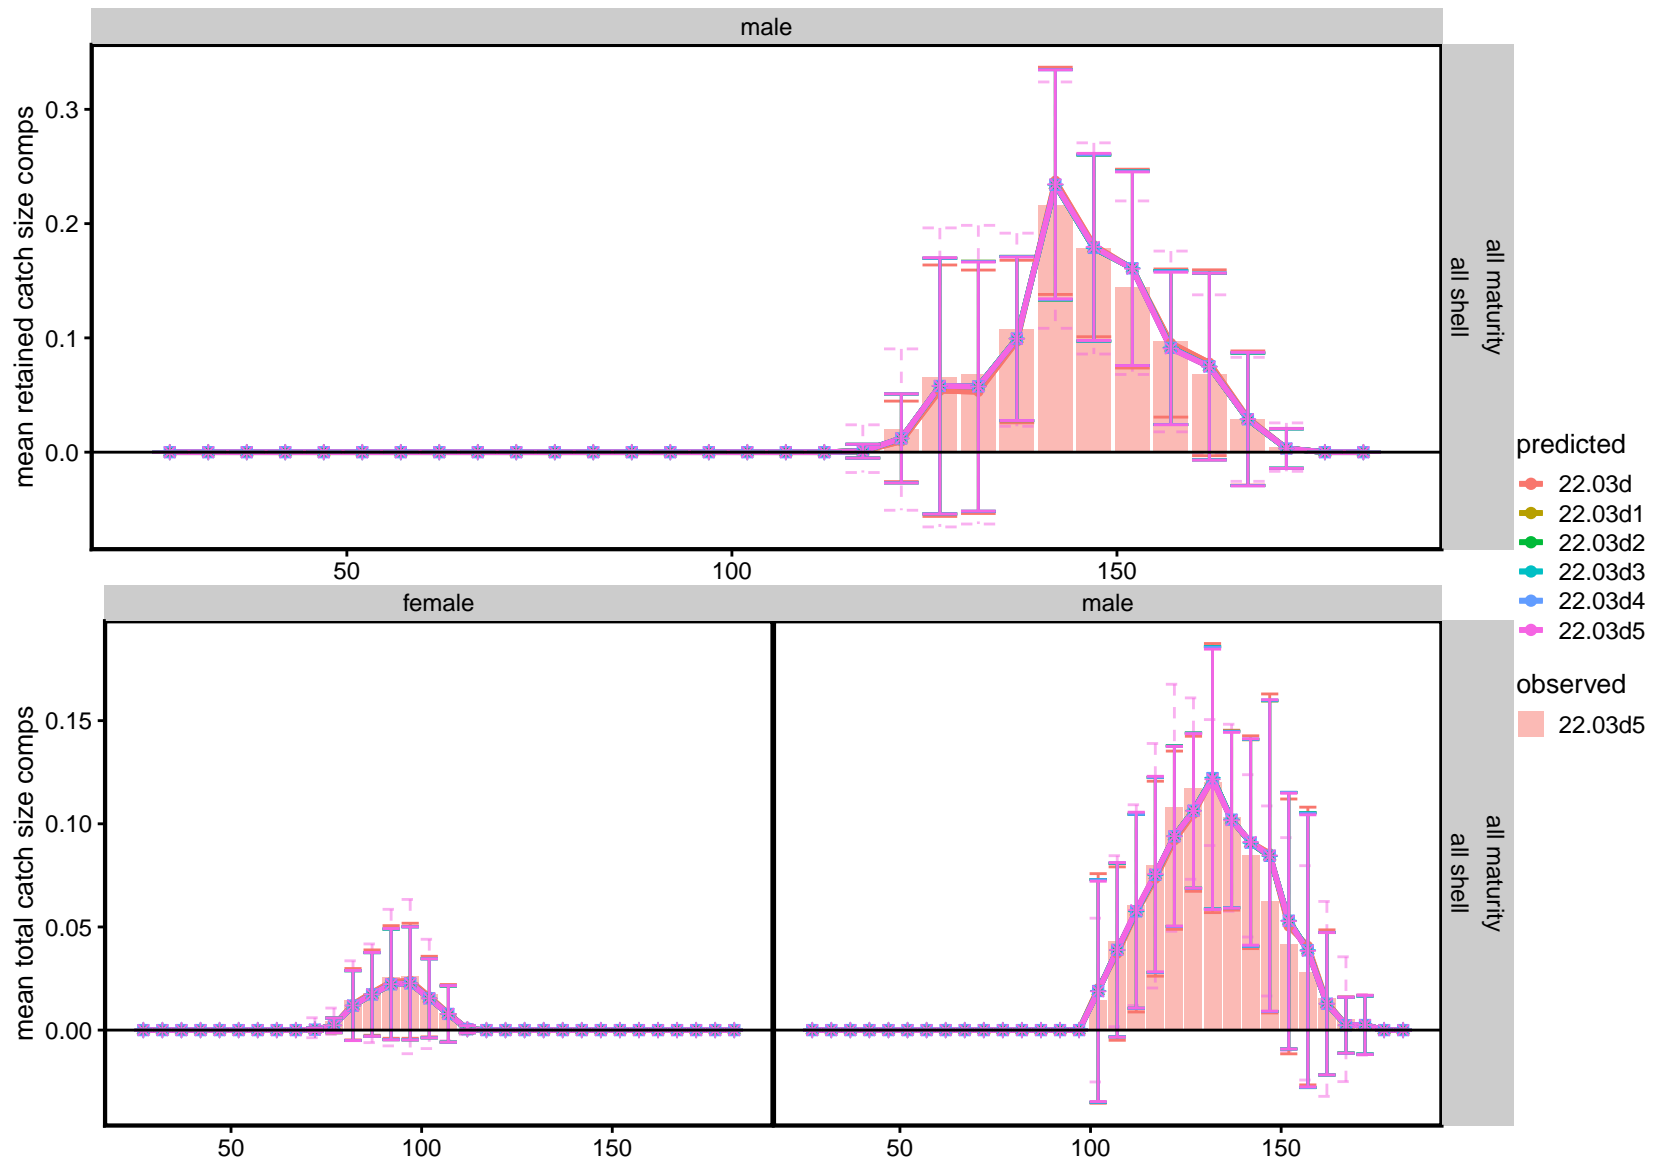 male
mean retained catch size comps
0.3
0.2
0.1
0.0
50
100
150
all maturity
all shell
female
male
mean total catch size comps
0.15
0.10
0.05
0.00
50
100
150
50
100
150
all maturity
all shell
predicted
22.03d
22.03d1
22.03d2
22.03d3
22.03d4
22.03d5
observed
22.03d5